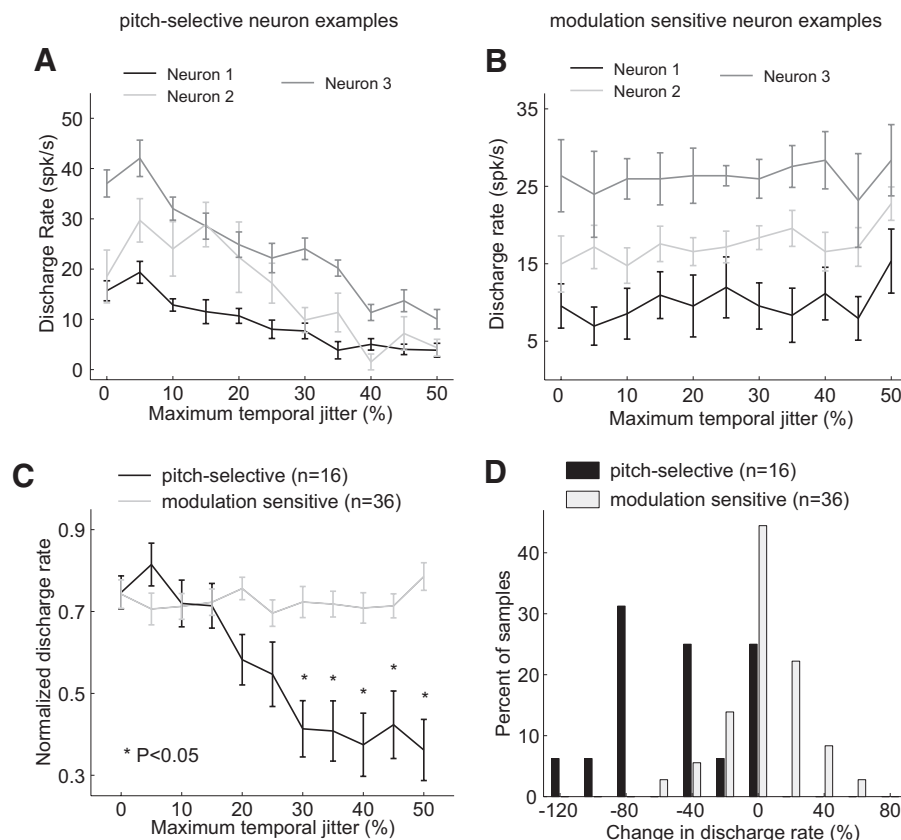 pitch-selective neuron examples
modulation sensitive neuron examples
A
Neuron 1
Neuron 2
Neuron 3
Discharge Rate (spk/s)
50
40
30
20
10
0
0 10 20 30 40 50
Maximum temporal jitter (%)
B
Neuron 1
Neuron 2
Neuron 3
Discharge rate (spk/s)
35
25
15
5
0 10 20 30 40 50
Maximum temporal jitter (%)
C
pitch-selective (n=16)
modulation sensitive (n=36)
Normalized discharge rate
0.9
0.7
0.5
0.3
* * * * *
* P<0.05
0 10 20 30 40 50
Maximum temporal jitter (%)
D
pitch-selective (n=16)
modulation sensitive (n=36)
Percent of samples
40
30
20
10
0
-120 -80 -40 0 40 80
Change in discharge rate (%)